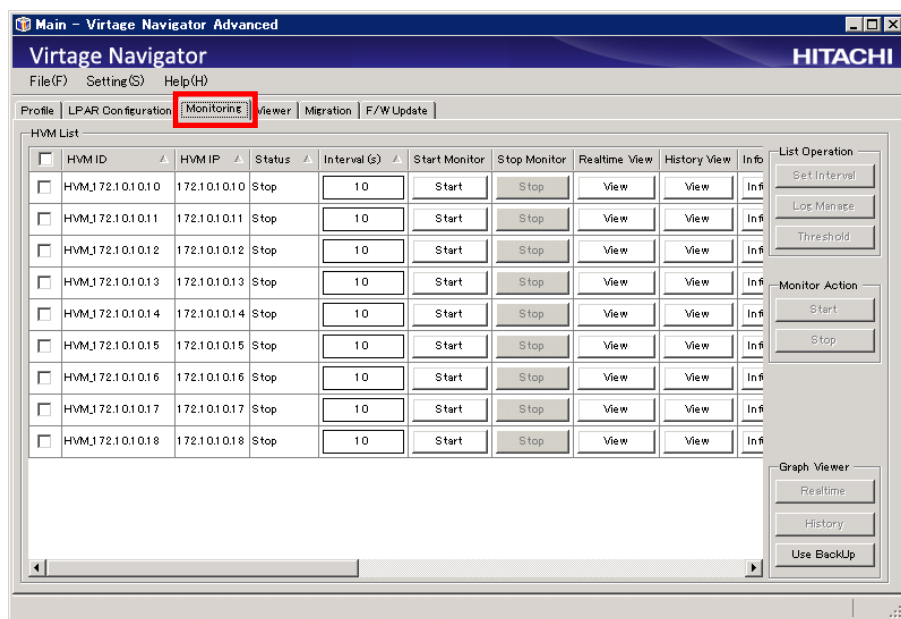 Main - Virtage Navigator Advanced
Virtage Navigator HITACHI
File(F) Setting(S) Help(H)
Profile LPAR Configuration Monitoring Viewer Migration F/W Update
HVM List
HVM ID HVM IP Status Interval (s) Start Monitor Stop Monitor Realtime View History View Info
HVM_172.10.10.10 172.10.10.10 Stop 10 Start Stop View View Inf
HVM_172.10.10.11 172.10.10.11 Stop 10 Start Stop View View Inf
HVM_172.10.10.12 172.10.10.12 Stop 10 Start Stop View View Inf
HVM_172.10.10.13 172.10.10.13 Stop 10 Start Stop View View Inf
HVM_172.10.10.14 172.10.10.14 Stop 10 Start Stop View View Inf
HVM_172.10.10.15 172.10.10.15 Stop 10 Start Stop View View Inf
HVM_172.10.10.16 172.10.10.16 Stop 10 Start Stop View View Inf
HVM_172.10.10.17 172.10.10.17 Stop 10 Start Stop View View Inf
HVM_172.10.10.18 172.10.10.18 Stop 10 Start Stop View View Inf
List Operation
Set Interval
Log Manage
Threshold
Monitor Action
Start
Stop
Graph Viewer
Realtime
History
Use BackUp